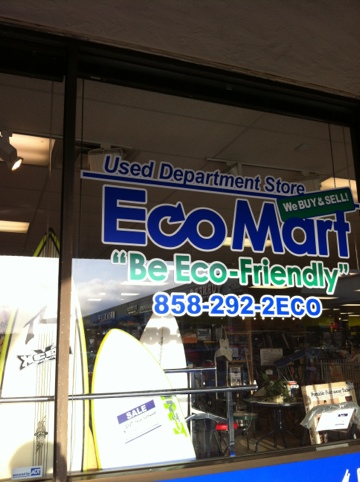 Used Department Store
We BUY & SELL!
EcoMart
"Be Eco-Friendly"
858-292-2ECO
SALE